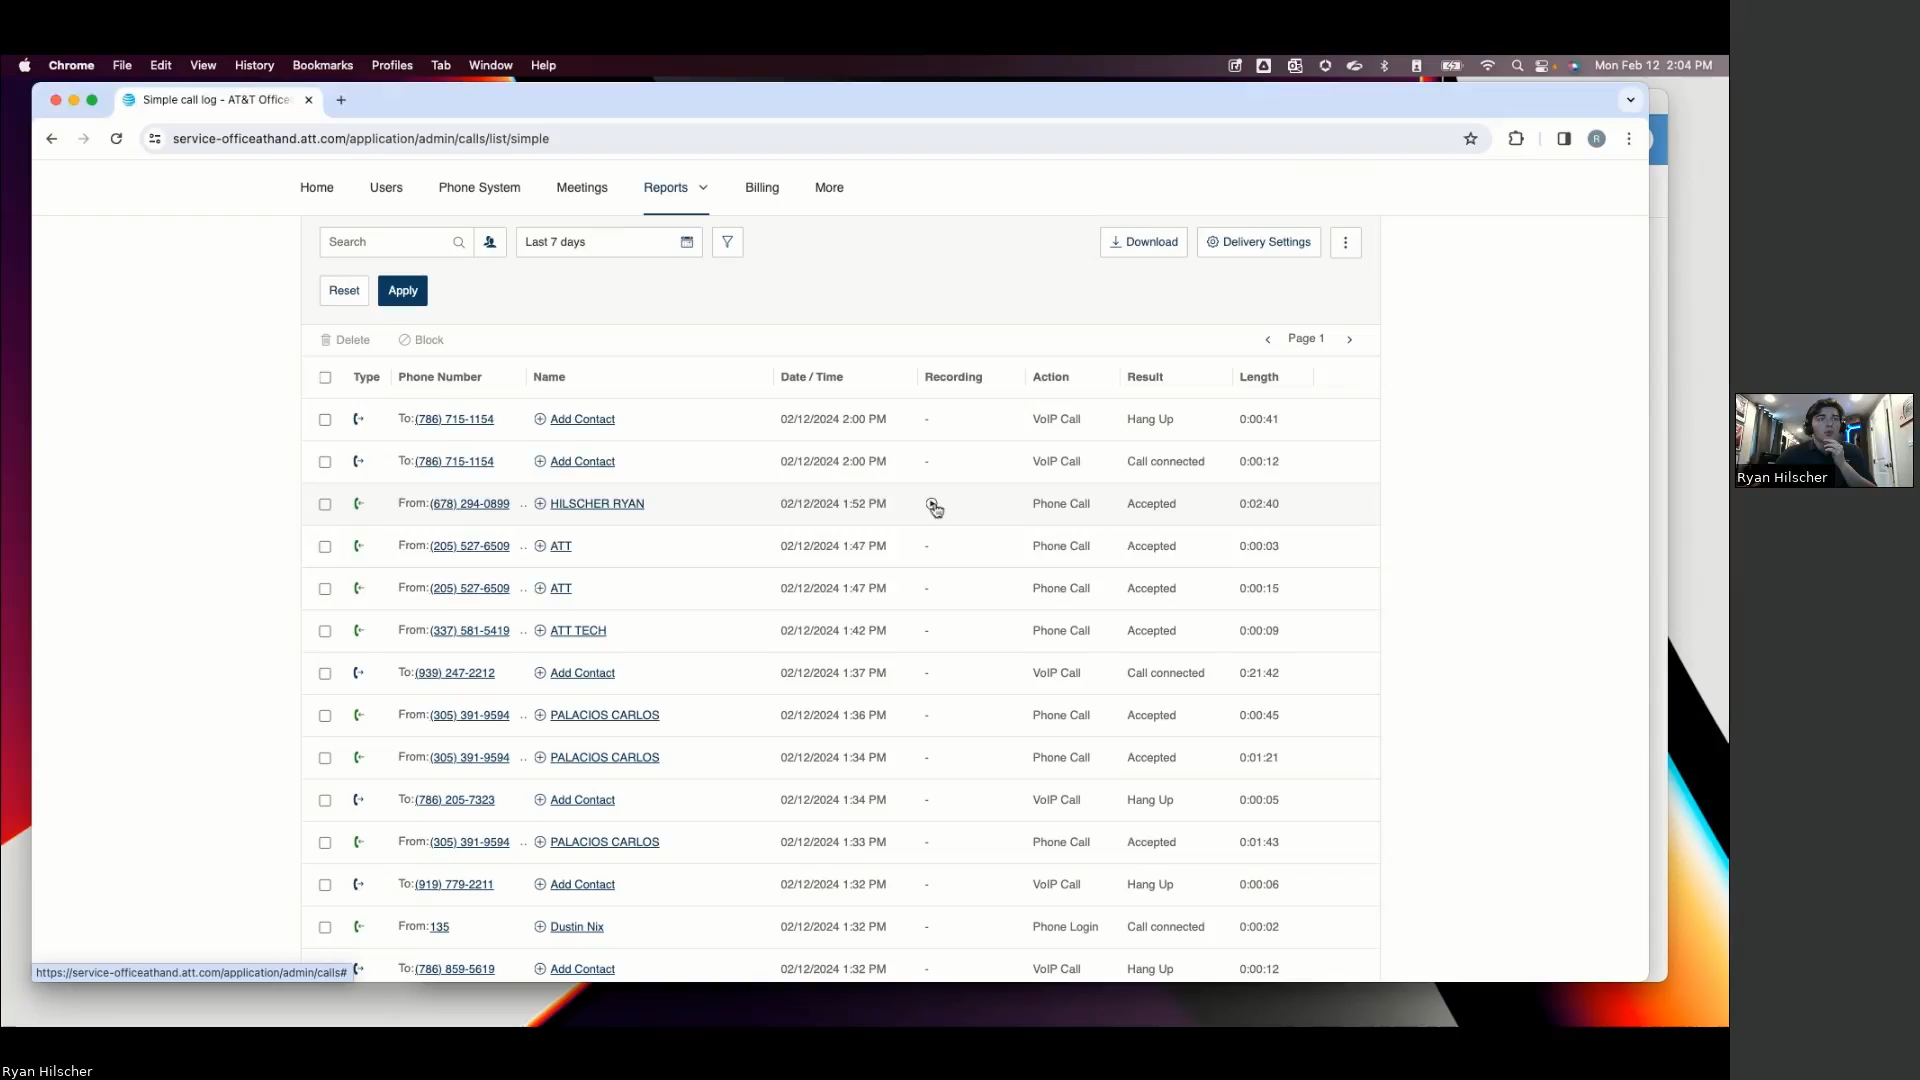 Chrome File Edit View History Bookmarks Profiles Tab Window Help Mon Feb 12 2:04 PM
Simple call log - AT&T Office
service-officeathand.att.com/application/admin/calls/list/simple R
Home Users Phone System Meetings Reports Billing More
Search Last 7 days Download Delivery Settings
Reset Apply
Delete Block Page 1
Type Phone Number Name Date / Time Recording Action Result Length
To:(786) 715-1154 Add Contact 02/12/2024 2:00 PM - VoIP Call Hang Up 0:00:41
To:(786) 715-1154 Add Contact 02/12/2024 2:00 PM - VoIP Call Call connected 0:00:12
From:(678) 294-0899 .. HILSCHER RYAN 02/12/2024 1:52 PM Phone Call Accepted 0:02:40
From:(205) 527-6509 .. ATT 02/12/2024 1:47 PM - Phone Call Accepted 0:00:03
From:(205) 527-6509 .. ATT 02/12/2024 1:47 PM - Phone Call Accepted 0:00:15
From:(337) 581-5419 .. ATT TECH 02/12/2024 1:42 PM - Phone Call Accepted 0:00:09
To:(939) 247-2212 Add Contact 02/12/2024 1:37 PM - VoIP Call Call connected 0:21:42
From:(305) 391-9594 .. PALACIOS CARLOS 02/12/2024 1:36 PM - Phone Call Accepted 0:00:45
From:(305) 391-9594 .. PALACIOS CARLOS 02/12/2024 1:34 PM - Phone Call Accepted 0:01:21
To:(786) 205-7323 Add Contact 02/12/2024 1:34 PM - VoIP Call Hang Up 0:00:05
From:(305) 391-9594 .. PALACIOS CARLOS 02/12/2024 1:33 PM - Phone Call Accepted 0:01:43
To:(919) 779-2211 Add Contact 02/12/2024 1:32 PM - VoIP Call Hang Up 0:00:06
From:135 Dustin Nix 02/12/2024 1:32 PM - Phone Login Call connected 0:00:02
To:(786) 859-5619 Add Contact 02/12/2024 1:32 PM - VoIP Call Hang Up 0:00:12
https://service-officeathand.att.com/application/admin/calls#
Ryan Hilscher
Ryan Hilscher